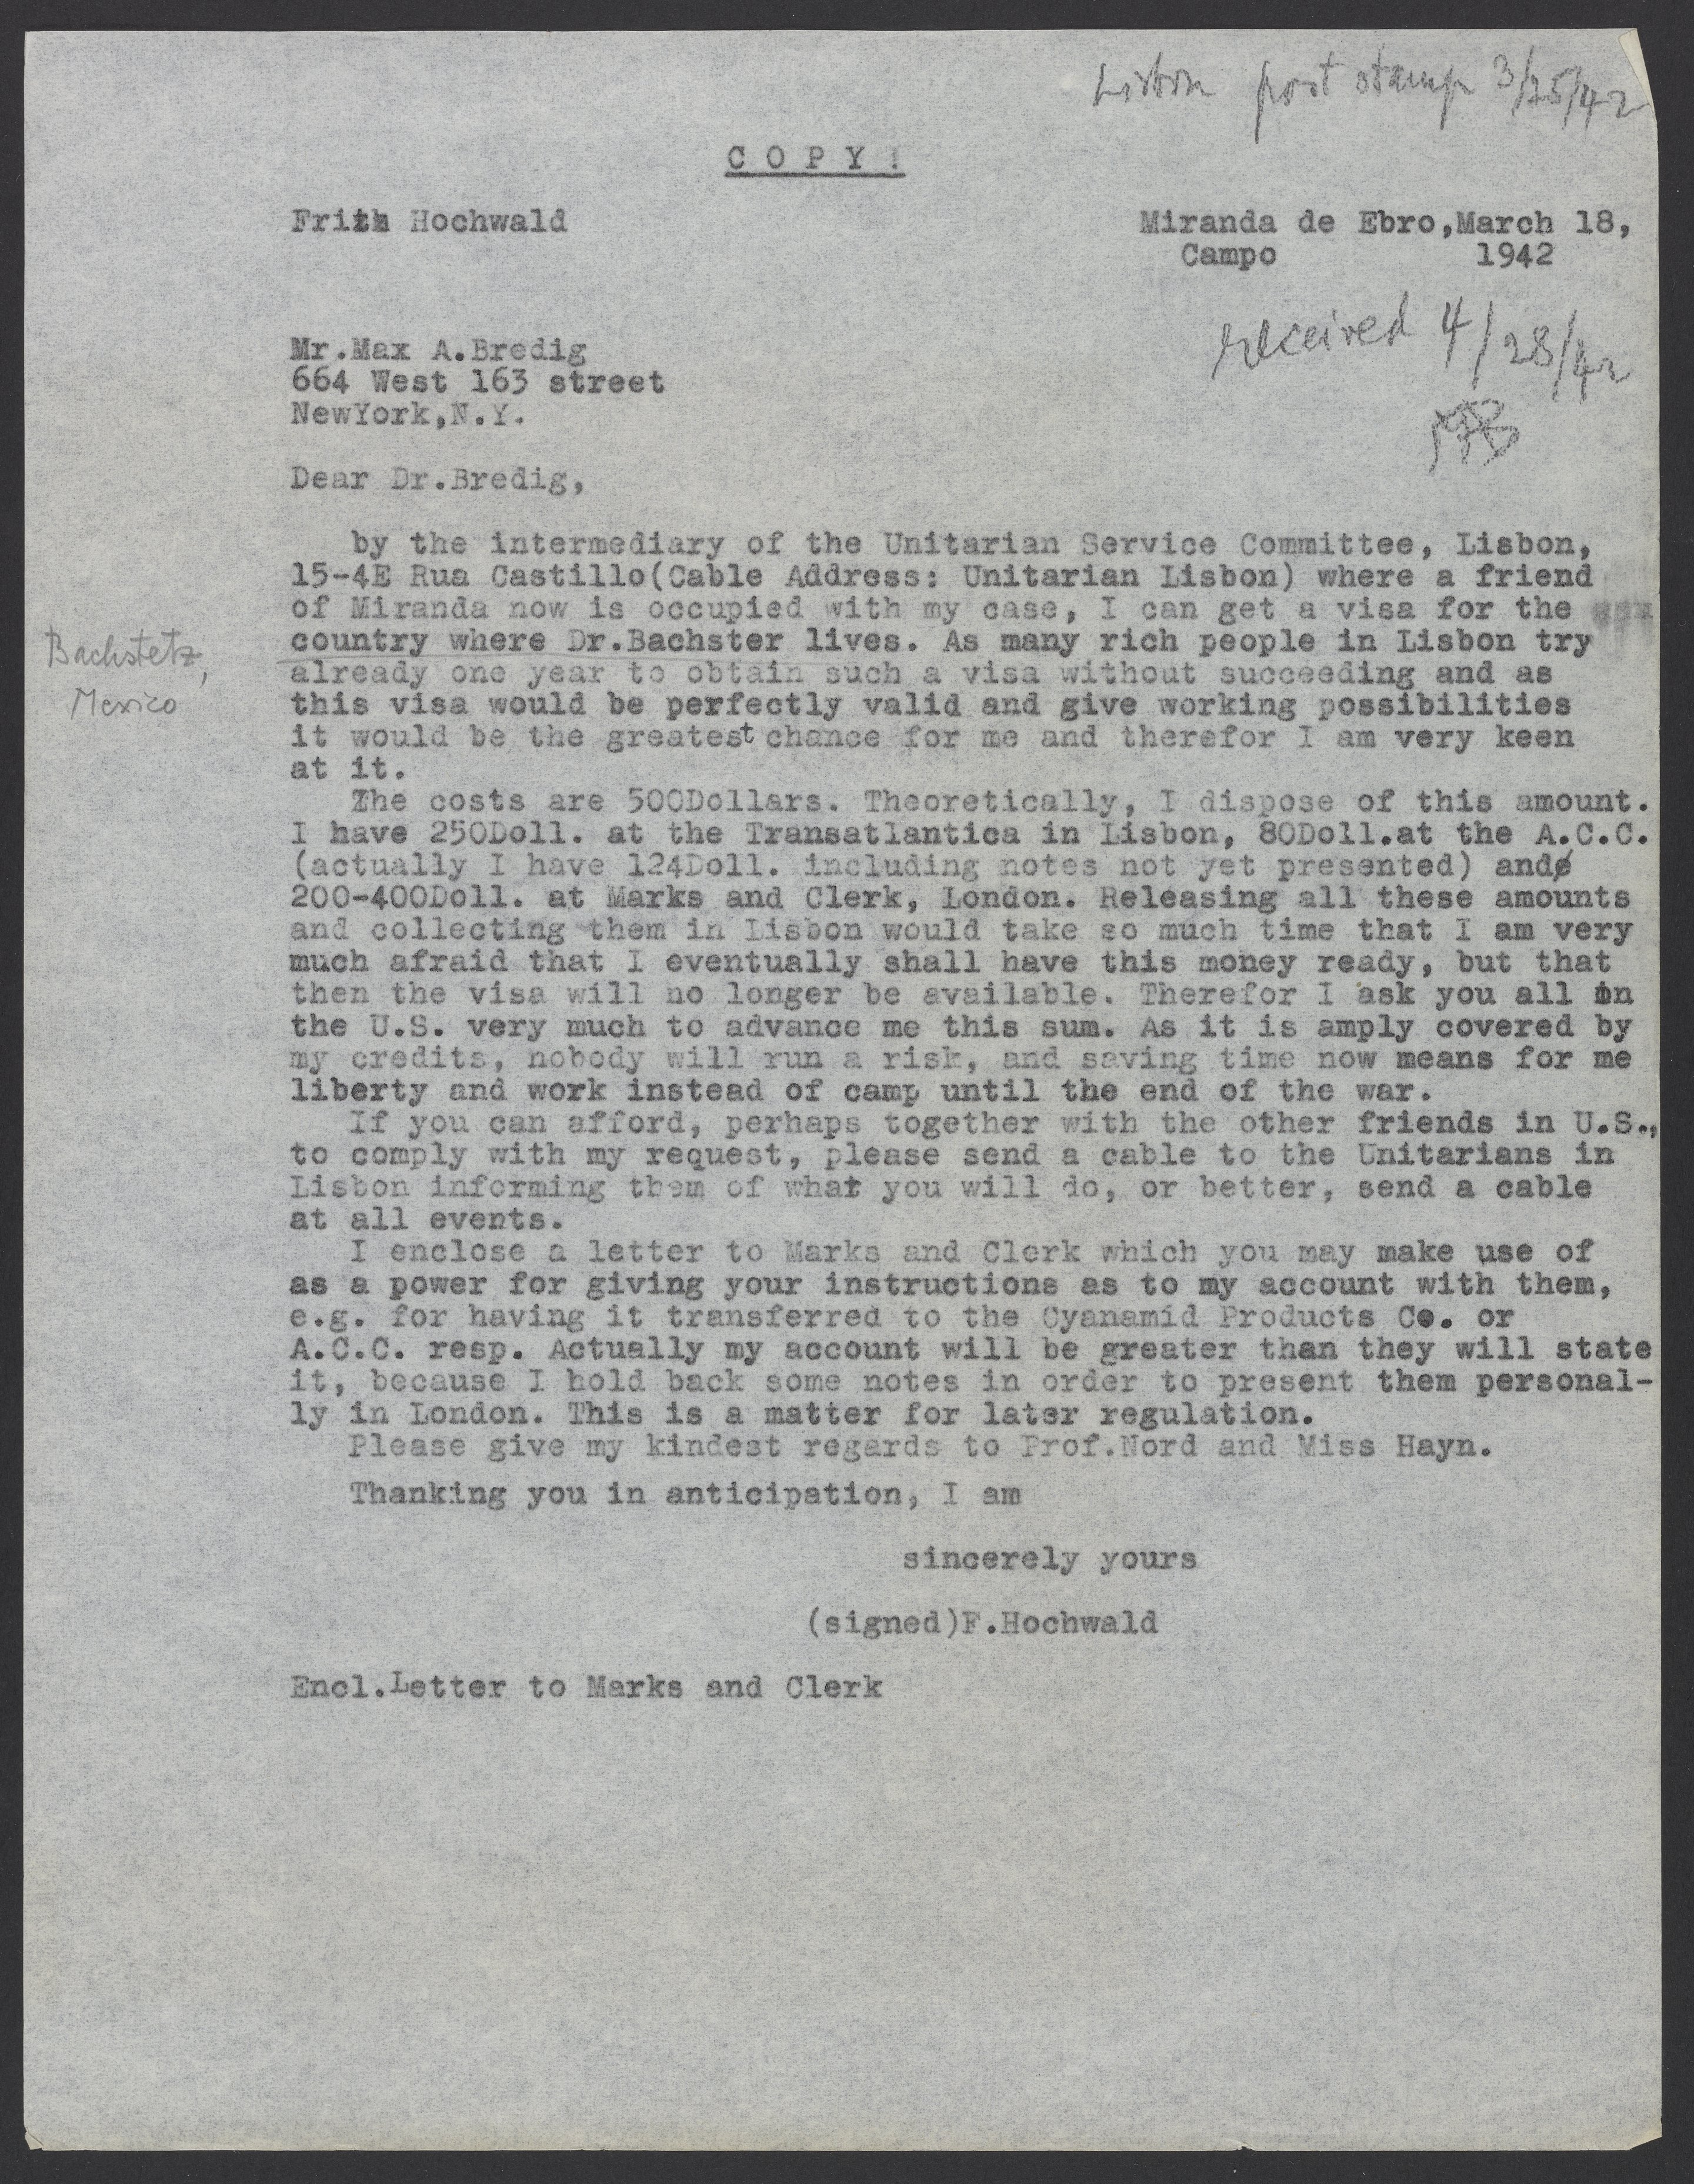 Lisbon post stamp 3/25/42
COPY!
Fritz Hochwald
Miranda de Ebro,March 18,
Campo 1942
received 4/28/42
Mr.Max A.Bredig
664 West 163 street
NewYork,N.Y.
Dear Dr.Bredig,
by the intermediary of the Unitarian Service Committee, Lisbon,
15-4E Rua Castillo(Cable Address: Unitarian Lisbon) where a friend
of Miranda now is occupied with my case, I can get a visa for the
country where Dr.Bachster lives. As many rich people in Lisbon try
Bachstetz,
Mexico
already one year to obtain such a visa without succeeding and as
this visa would be perfectly valid and give working possibilities
it would be the greatest chance for me and therefor I am very keen
at it.
The costs are 500Dollars. Theoretically, I dispose of this amount.
I have 250Doll. at the Transatlantica in Lisbon, 80Doll.at the A.C.C.
(actually I have 124Doll. including notes not yet presented) and
200-400Doll. at Marks and Clerk, London. Releasing all these amounts
and collecting them in Lisbon would take so much time that I am very
much afraid that I eventually shall have this money ready, but that
then the visa will no longer be available. Therefor I ask you all in
the U.S. very much to advance me this sum. As it is amply covered by
my credits, nobody will run a risk, and saving time now means for me
liberty and work instead of camp until the end of the war.
If you can afford, perhaps together with the other friends in U.S.,
to comply with my request, please send a cable to the Unitarians in
Lisbon informing them of what you will do, or better, send a cable
at all events.
I enclose a letter to Marks and Clerk which you may make use of
as a power for giving your instructions as to my account with them,
e.g. for having it transferred to the Cyanamid Products Co. or
A.C.C. resp. Actually my account will be greater than they will state
it, because I hold back some notes in order to present them personal-
ly in London. This is a matter for later regulation.
Please give my kindest regards to Prof.Nord and Miss Hayn.
Thanking you in anticipation, I am
sincerely yours
(signed)F.Hochwald
Encl.Letter to Marks and Clerk